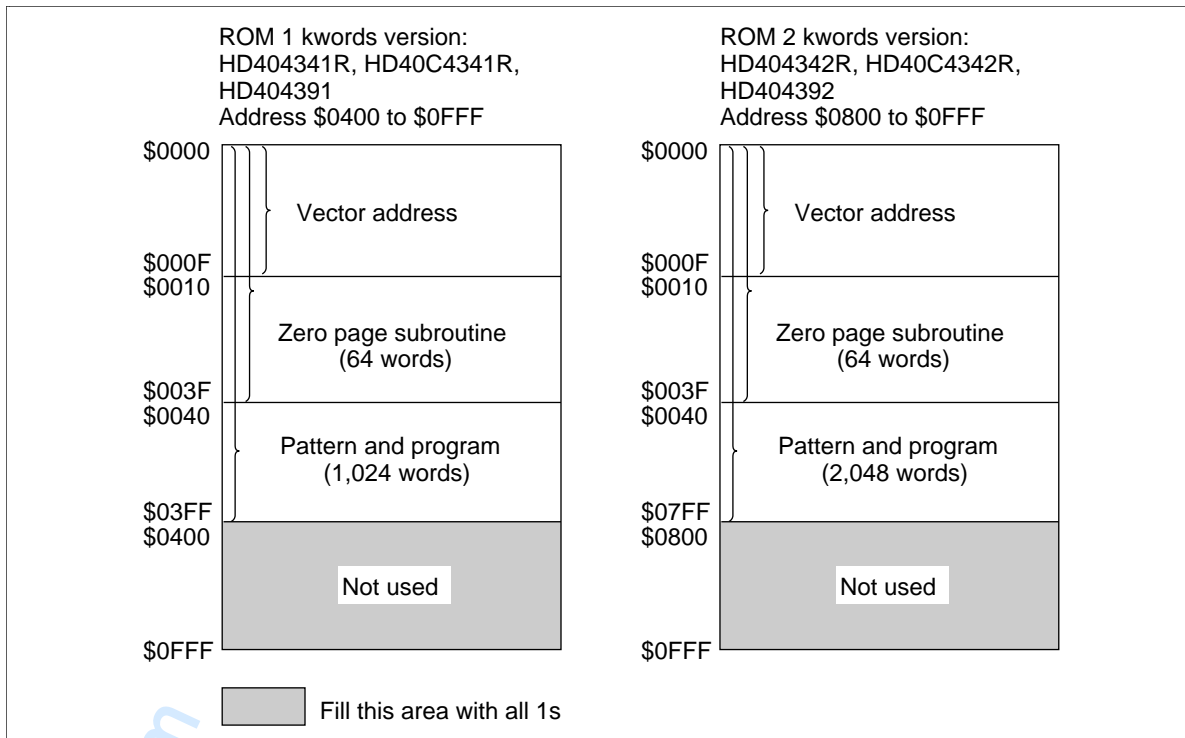 ROM 1 kwords version:
HD404341R, HD40C4341R,
HD404391
Address $0400 to $0FFF
$0000
Vector address
$000F
$0010
Zero page subroutine
(64 words)
$003F
$0040
Pattern and program
(1,024 words)
$03FF
$0400
Not used
$0FFF
ROM 2 kwords version:
HD404342R, HD40C4342R,
HD404392
Address $0800 to $0FFF
$0000
Vector address
$000F
$0010
Zero page subroutine
(64 words)
$003F
$0040
Pattern and program
(2,048 words)
$07FF
$0800
Not used
$0FFF
Fill this area with all 1s
m